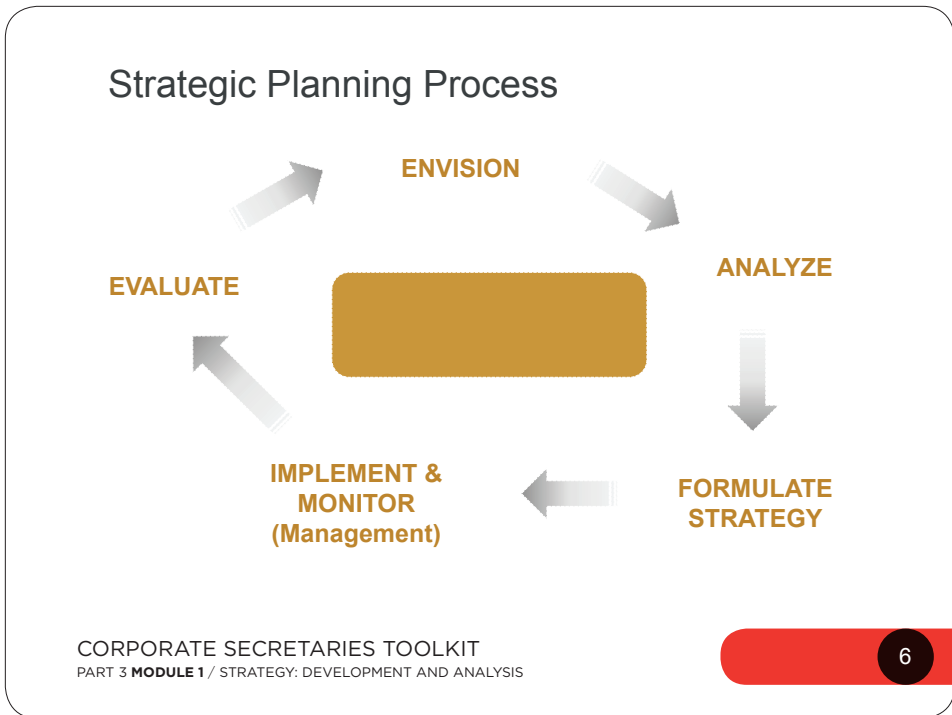 Strategic Planning Process
ENVISION
ANALYZE
EVALUATE
IMPLEMENT &
MONITOR
(Management)
FORMULATE
STRATEGY
CORPORATE SECRETARIES TOOLKIT
PART 3 MODULE 1 / STRATEGY: DEVELOPMENT AND ANALYSIS
6